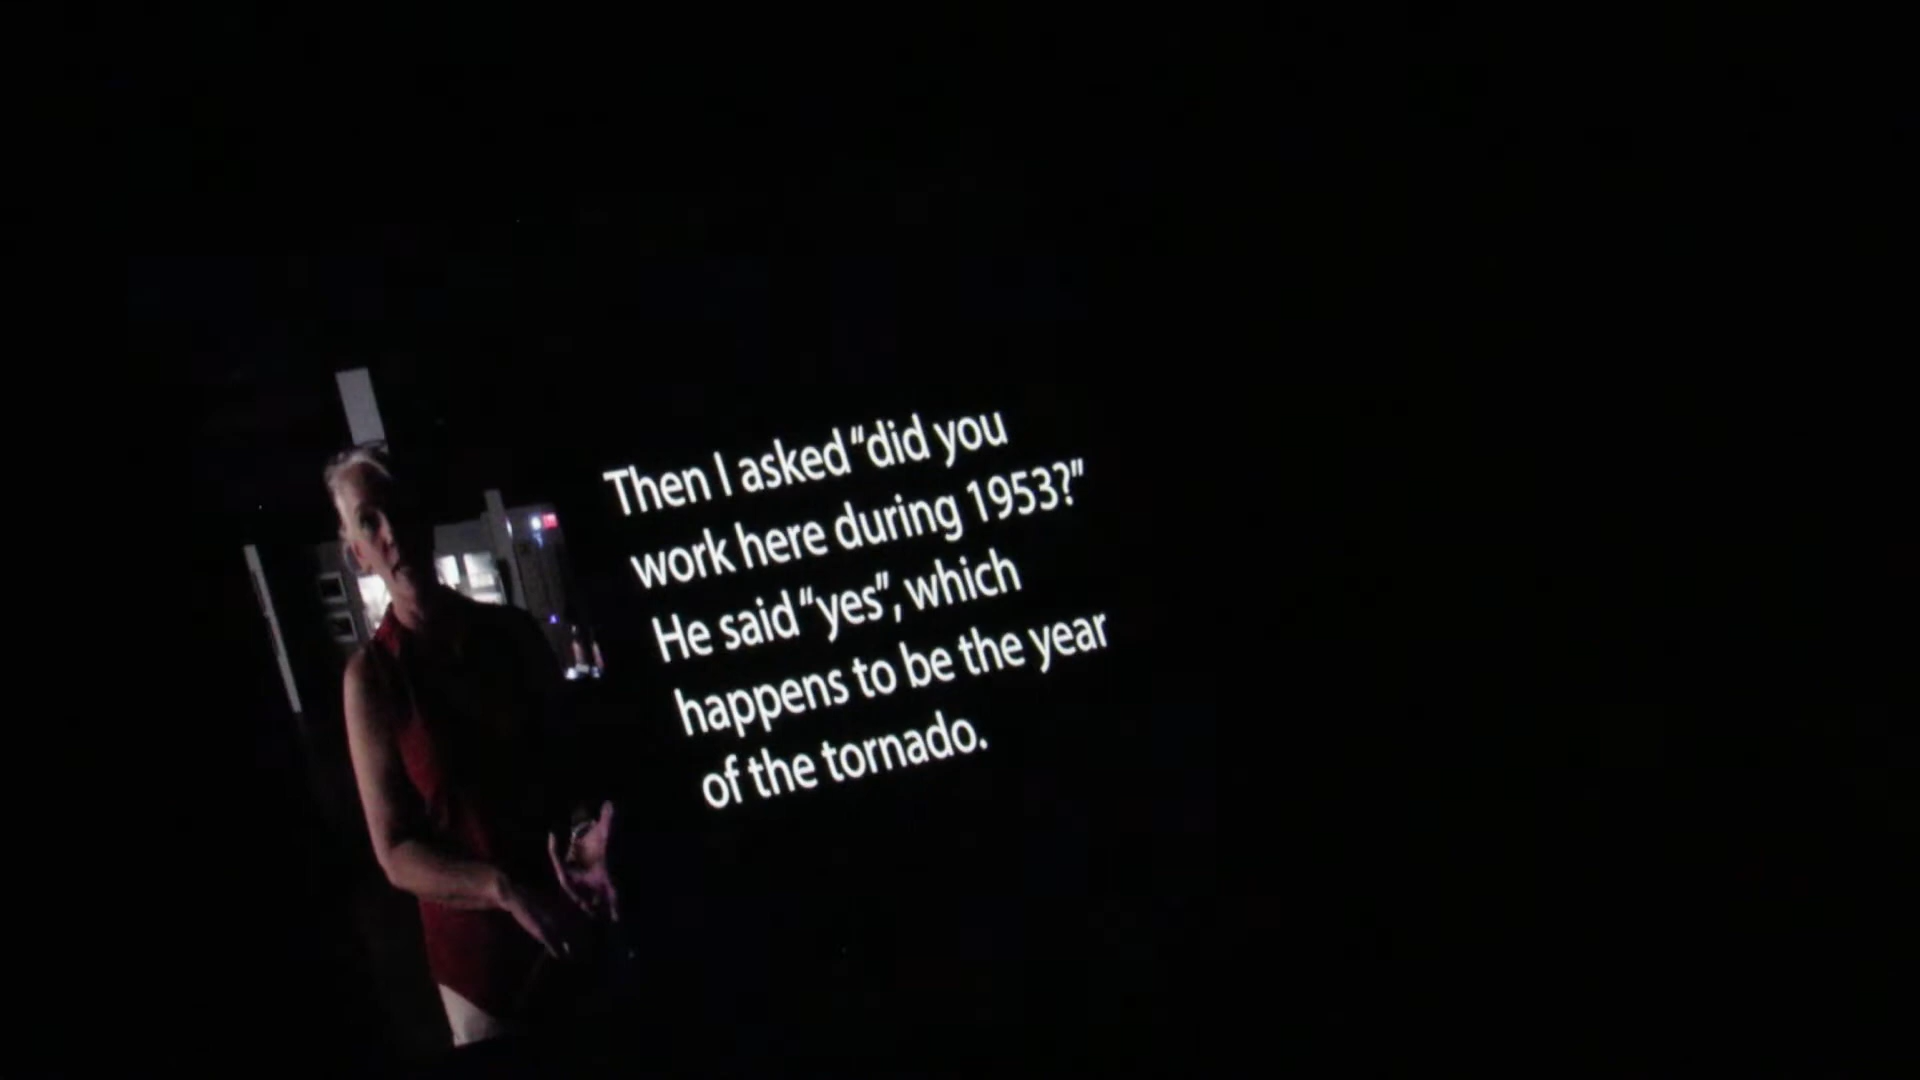 Then I asked “did you
work here during 1953?”
He said “yes”, which
happens to be the year
of the tornado.